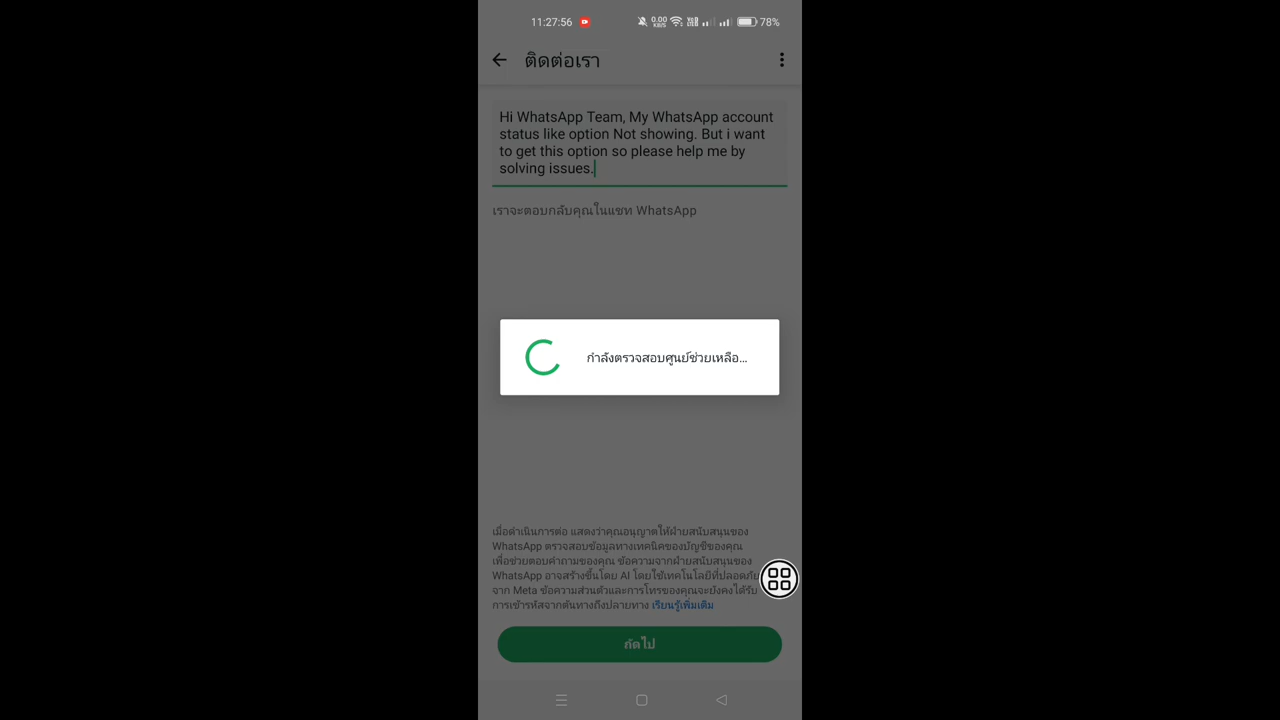 11:27:56 0.00 KB/S 78%
ติดต่อเรา
Hi WhatsApp Team, My WhatsApp account
status like option Not showing. But i want
to get this option so please help me by
solving issues.
เราจะตอบกลับคุณในแชท WhatsApp
กำลังตรวจสอบศูนย์ช่วยเหลือ...
เมื่อดำเนินการต่อ แสดงว่าคุณอนุญาตให้ฝ่ายสนับสนุนของ
WhatsApp ตรวจสอบข้อมูลทางเทคนิคของบัญชีของคุณ
เพื่อช่วยตอบคำถามของคุณ ข้อความจากฝ่ายสนับสนุนของ
WhatsApp อาจสร้างขึ้นโดย AI โดยใช้เทคโนโลยีที่ปลอดภัย
จาก Meta ข้อความส่วนตัวและการโทรของคุณจะยังคงได้รับ
การเข้ารหัสจากต้นทางถึงปลายทาง เรียนรู้เพิ่มเติม
ถัดไป